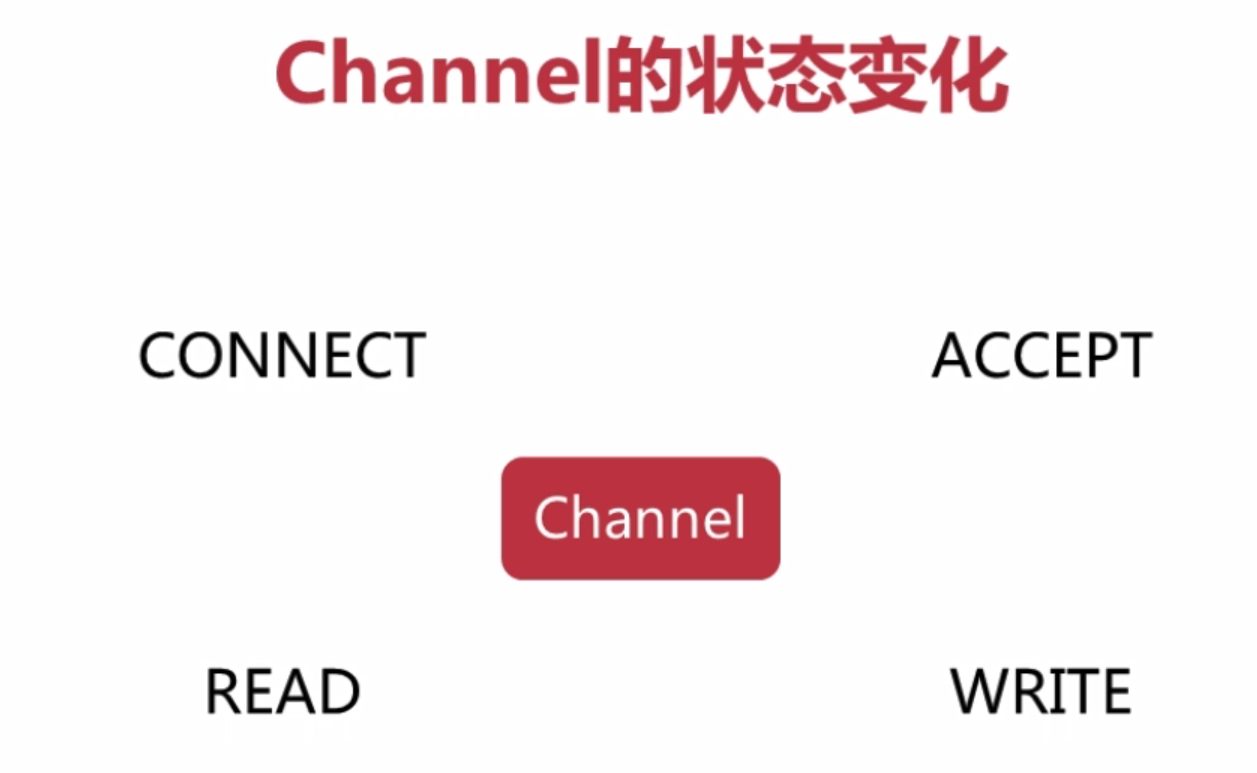 Channel的状态变化
CONNECT
ACCEPT
Channel
READ
WRITE